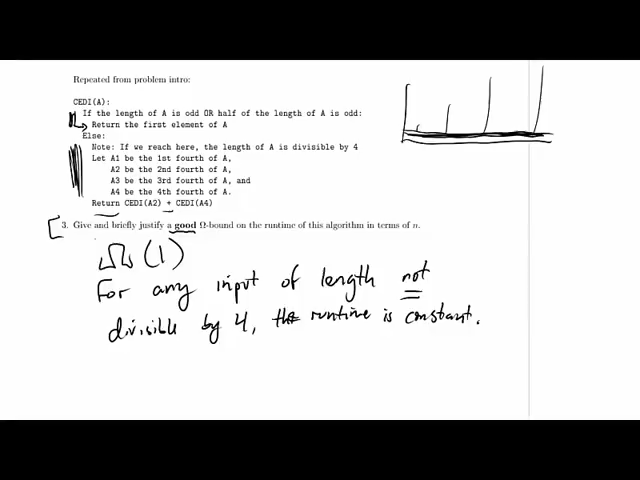 Repeated from problem intro:
CEDI(A):
If the length of A is odd OR half of the length of A is odd:
Return the first element of A
Else:
Note: If we reach here, the length of A is divisible by 4
Let A1 be the 1st fourth of A,
A2 be the 2nd fourth of A,
A3 be the 3rd fourth of A, and
A4 be the 4th fourth of A.
Return CEDI(A2) + CEDI(A4)
3. Give and briefly justify a good Ω-bound on the runtime of this algorithm in terms of n.
Ω(1)
For any input of length not
divisible by 4, the runtime is constant.